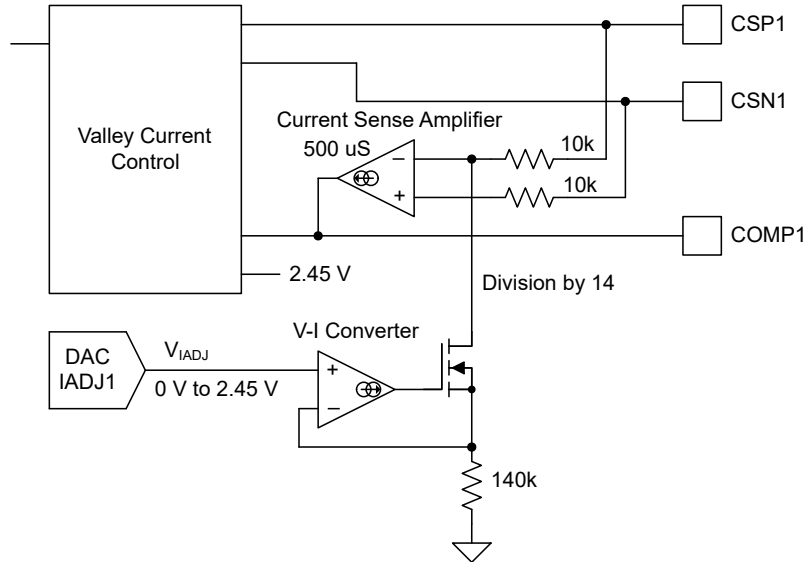 CSP1
CSN1
Valley Current
Control
Current Sense Amplifier
500 uS
10k
10k
−
+
COMP1
2.45 V
Division by 14
V-I Converter
DAC
IADJ1
VIADJ
0 V to 2.45 V
+
−
140k